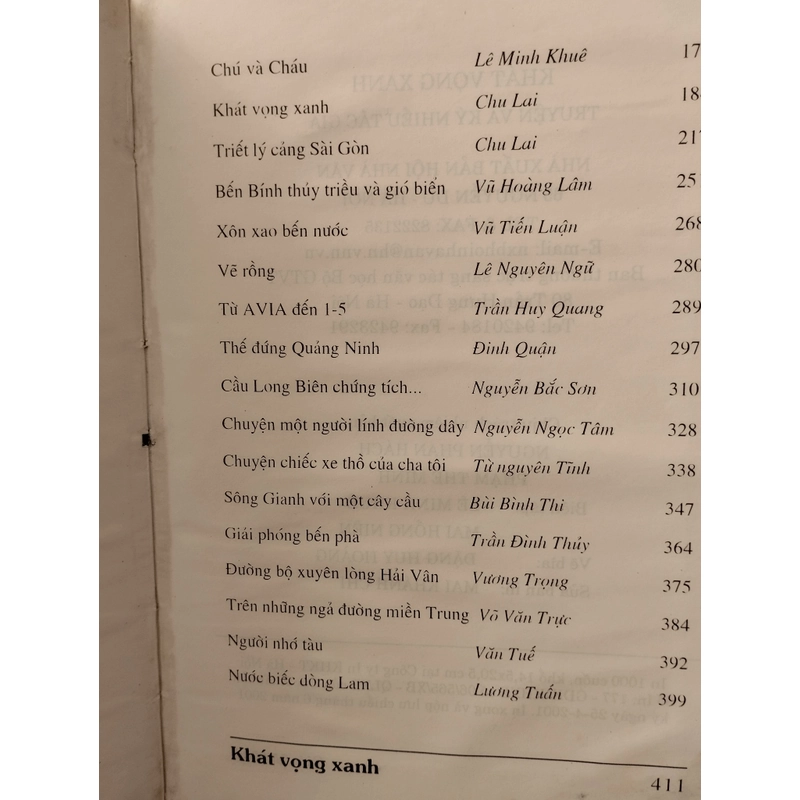 Chú và Cháu Lê Minh Khuê 17
Khát vọng xanh Chu Lai 184
Triết lý cảng Sài Gòn Chu Lai 217
Bến Bính thủy triều và gió biển Vũ Hoàng Lâm 25
Xôn xao bến nước Vũ Tiến Luận 268
Vẽ rồng Lê Nguyên Ngữ 280
Từ AVIA đến 1-5 Trần Huy Quang 289
Thế đứng Quảng Ninh Đinh Quận 297
Cầu Long Biên chứng tích... Nguyễn Bắc Sơn 310
Chuyện một người lính đường dây Nguyễn Ngọc Tâm 328
Chuyện chiếc xe thồ của cha tôi Từ nguyên Tĩnh 338
Sông Gianh với một cây cầu Bùi Bình Thi 347
Giải phóng bến phà Trần Đình Thủy 364
Đường bộ xuyên lòng Hải Vân Vương Trọng 375
Trên những ngả đường miền Trung Võ Văn Trực 384
Người nhớ tàu Văn Tuế 392
Nước biếc dòng Lam Lương Tuấn 399
Khát vọng xanh 411